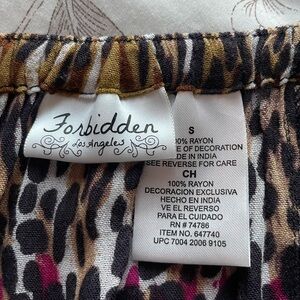 Forbidden
Los Angeles
S
100% RAYON
E OF DECORATION
DE IN INDIA
SEE REVERSE FOR CARE
CH
100% RAYON
DECORACION EXCLUSIVA
HECHO EN INDIA
VE EL REVERSO
PARA EL CUIDADO
RN # 74786
ITEM NO. 647740
UPC 7004 2006 9105